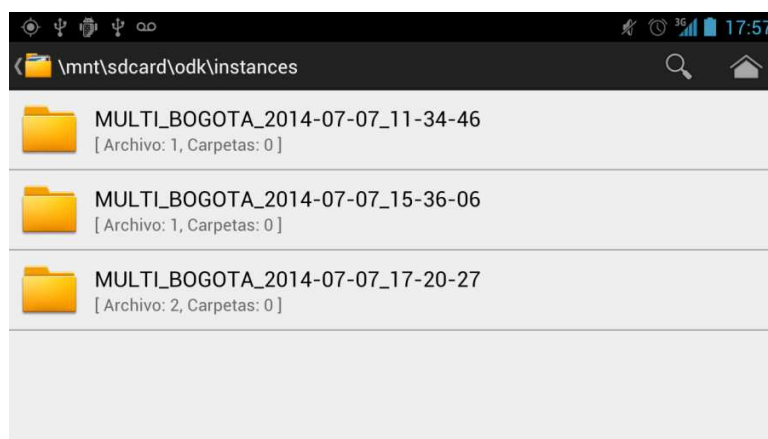 3G 17:57
\mnt\sdcard\odk\instances
MULTI_BOGOTA_2014-07-07_11-34-46
[ Archivo: 1, Carpetas: 0 ]
MULTI_BOGOTA_2014-07-07_15-36-06
[ Archivo: 1, Carpetas: 0 ]
MULTI_BOGOTA_2014-07-07_17-20-27
[ Archivo: 2, Carpetas: 0 ]